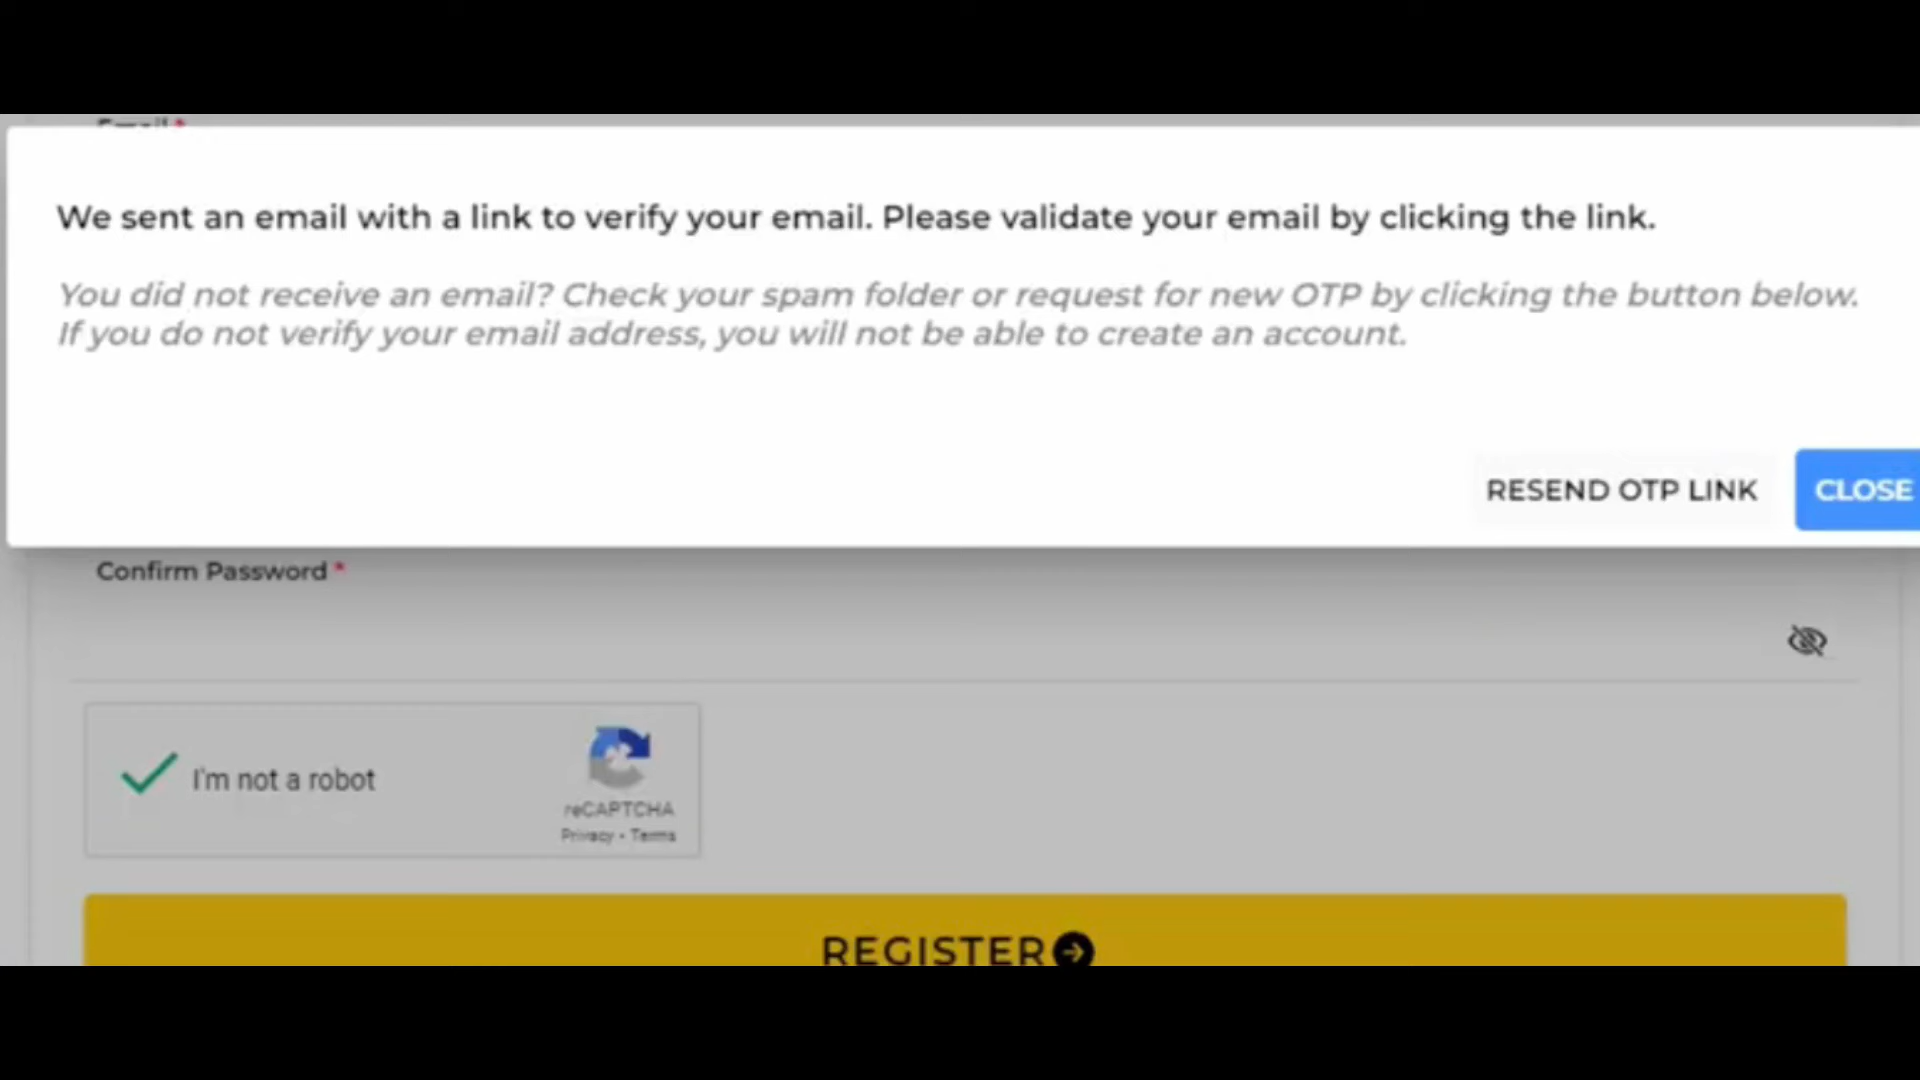 Email *
We sent an email with a link to verify your email. Please validate your email by clicking the link.
You did not receive an email? Check your spam folder or request for new OTP by clicking the button below.
If you do not verify your email address, you will not be able to create an account.
RESEND OTP LINK
CLOSE
Confirm Password *
I'm not a robot
reCAPTCHA
Privacy - Terms
REGISTER